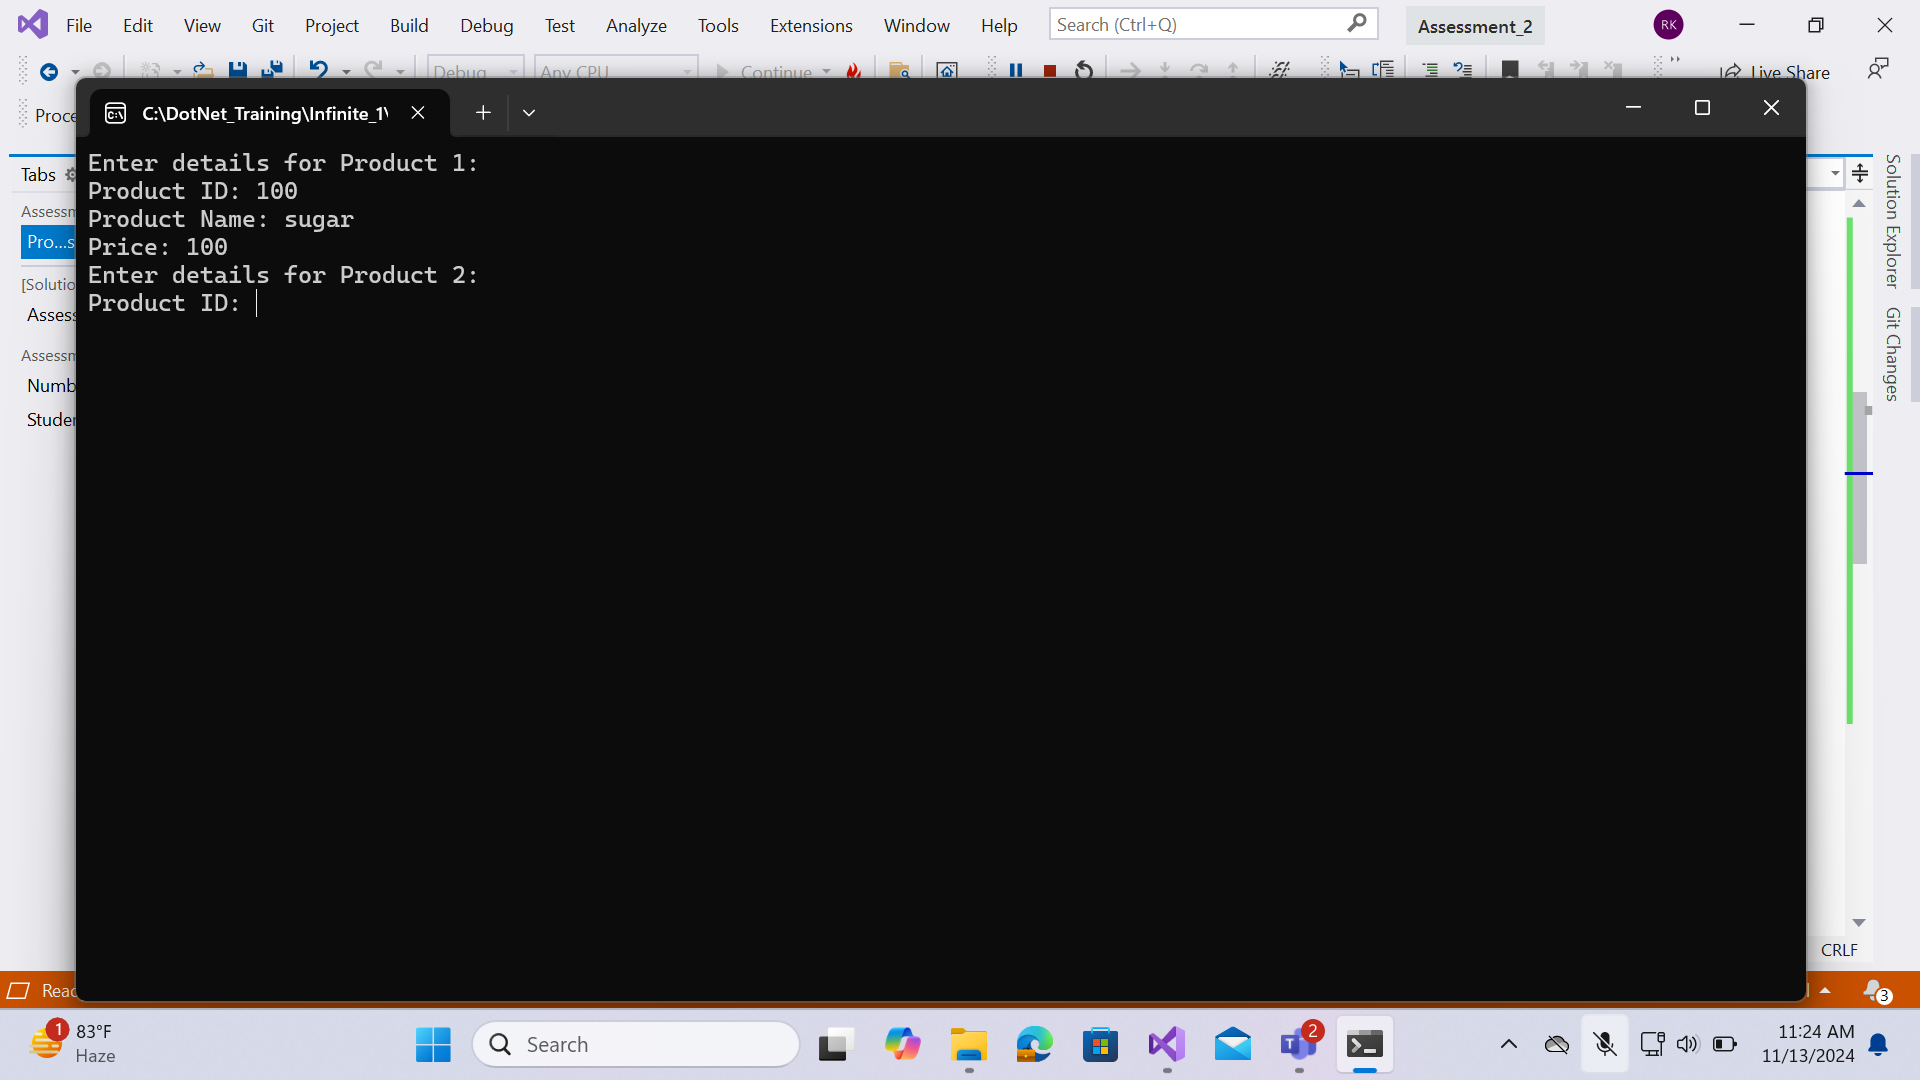 File Edit View Git Project Build Debug Test Analyze Tools Extensions Window Help Search (Ctrl+Q) Assessment_2 RK
Debug Any CPU Continue Live Share
Proce
C:\DotNet_Training\Infinite_1\
Enter details for Product 1:
Product ID: 100
Product Name: sugar
Price: 100
Enter details for Product 2:
Product ID:
Tabs
Assessm
Pro...s
[Solutio
Assess
Assessm
Numb
Studen
Solution Explorer
Git Changes
CRLF
Read
3
1 83°F
Haze
Search
2
11:24 AM
11/13/2024